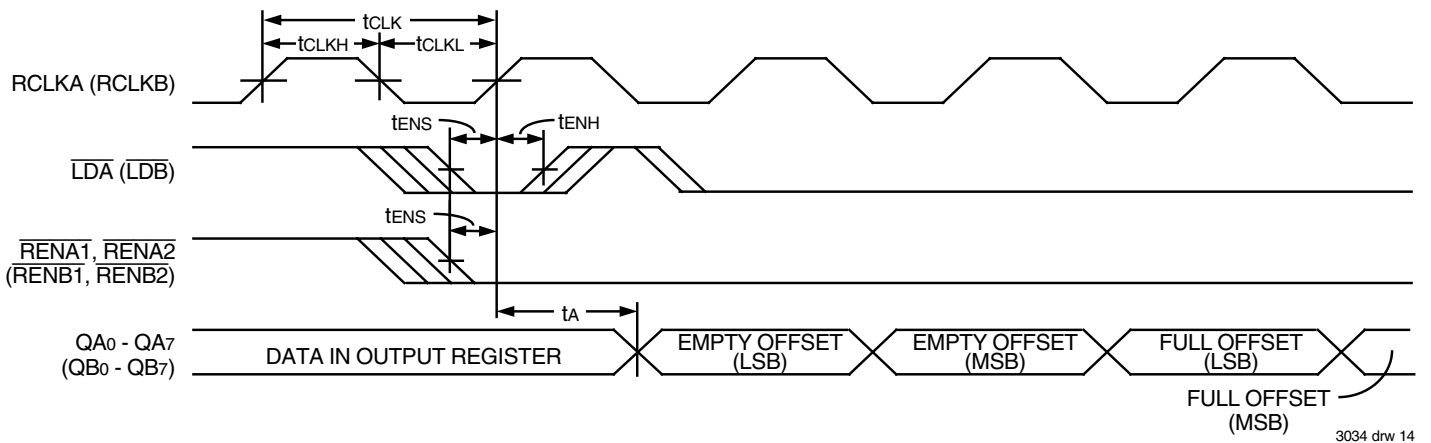 tCLK
tCLKH
tCLKL
RCLKA (RCLKB)
tENS
tENH
LDA (LDB)
tENS
RENA1, RENA2
(RENB1, RENB2)
tA
QA0 - QA7
(QB0 - QB7)
DATA IN OUTPUT REGISTER
EMPTY OFFSET
(LSB)
EMPTY OFFSET
(MSB)
FULL OFFSET
(LSB)
FULL OFFSET
(MSB)
3034 drw 14